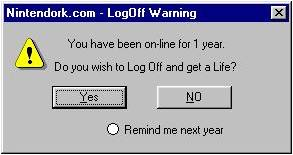 Nintendork.com - LogOff Warning
You have been on-line for 1 year.
Do you wish to Log Off and get a Life?
Yes NO
Remind me next year